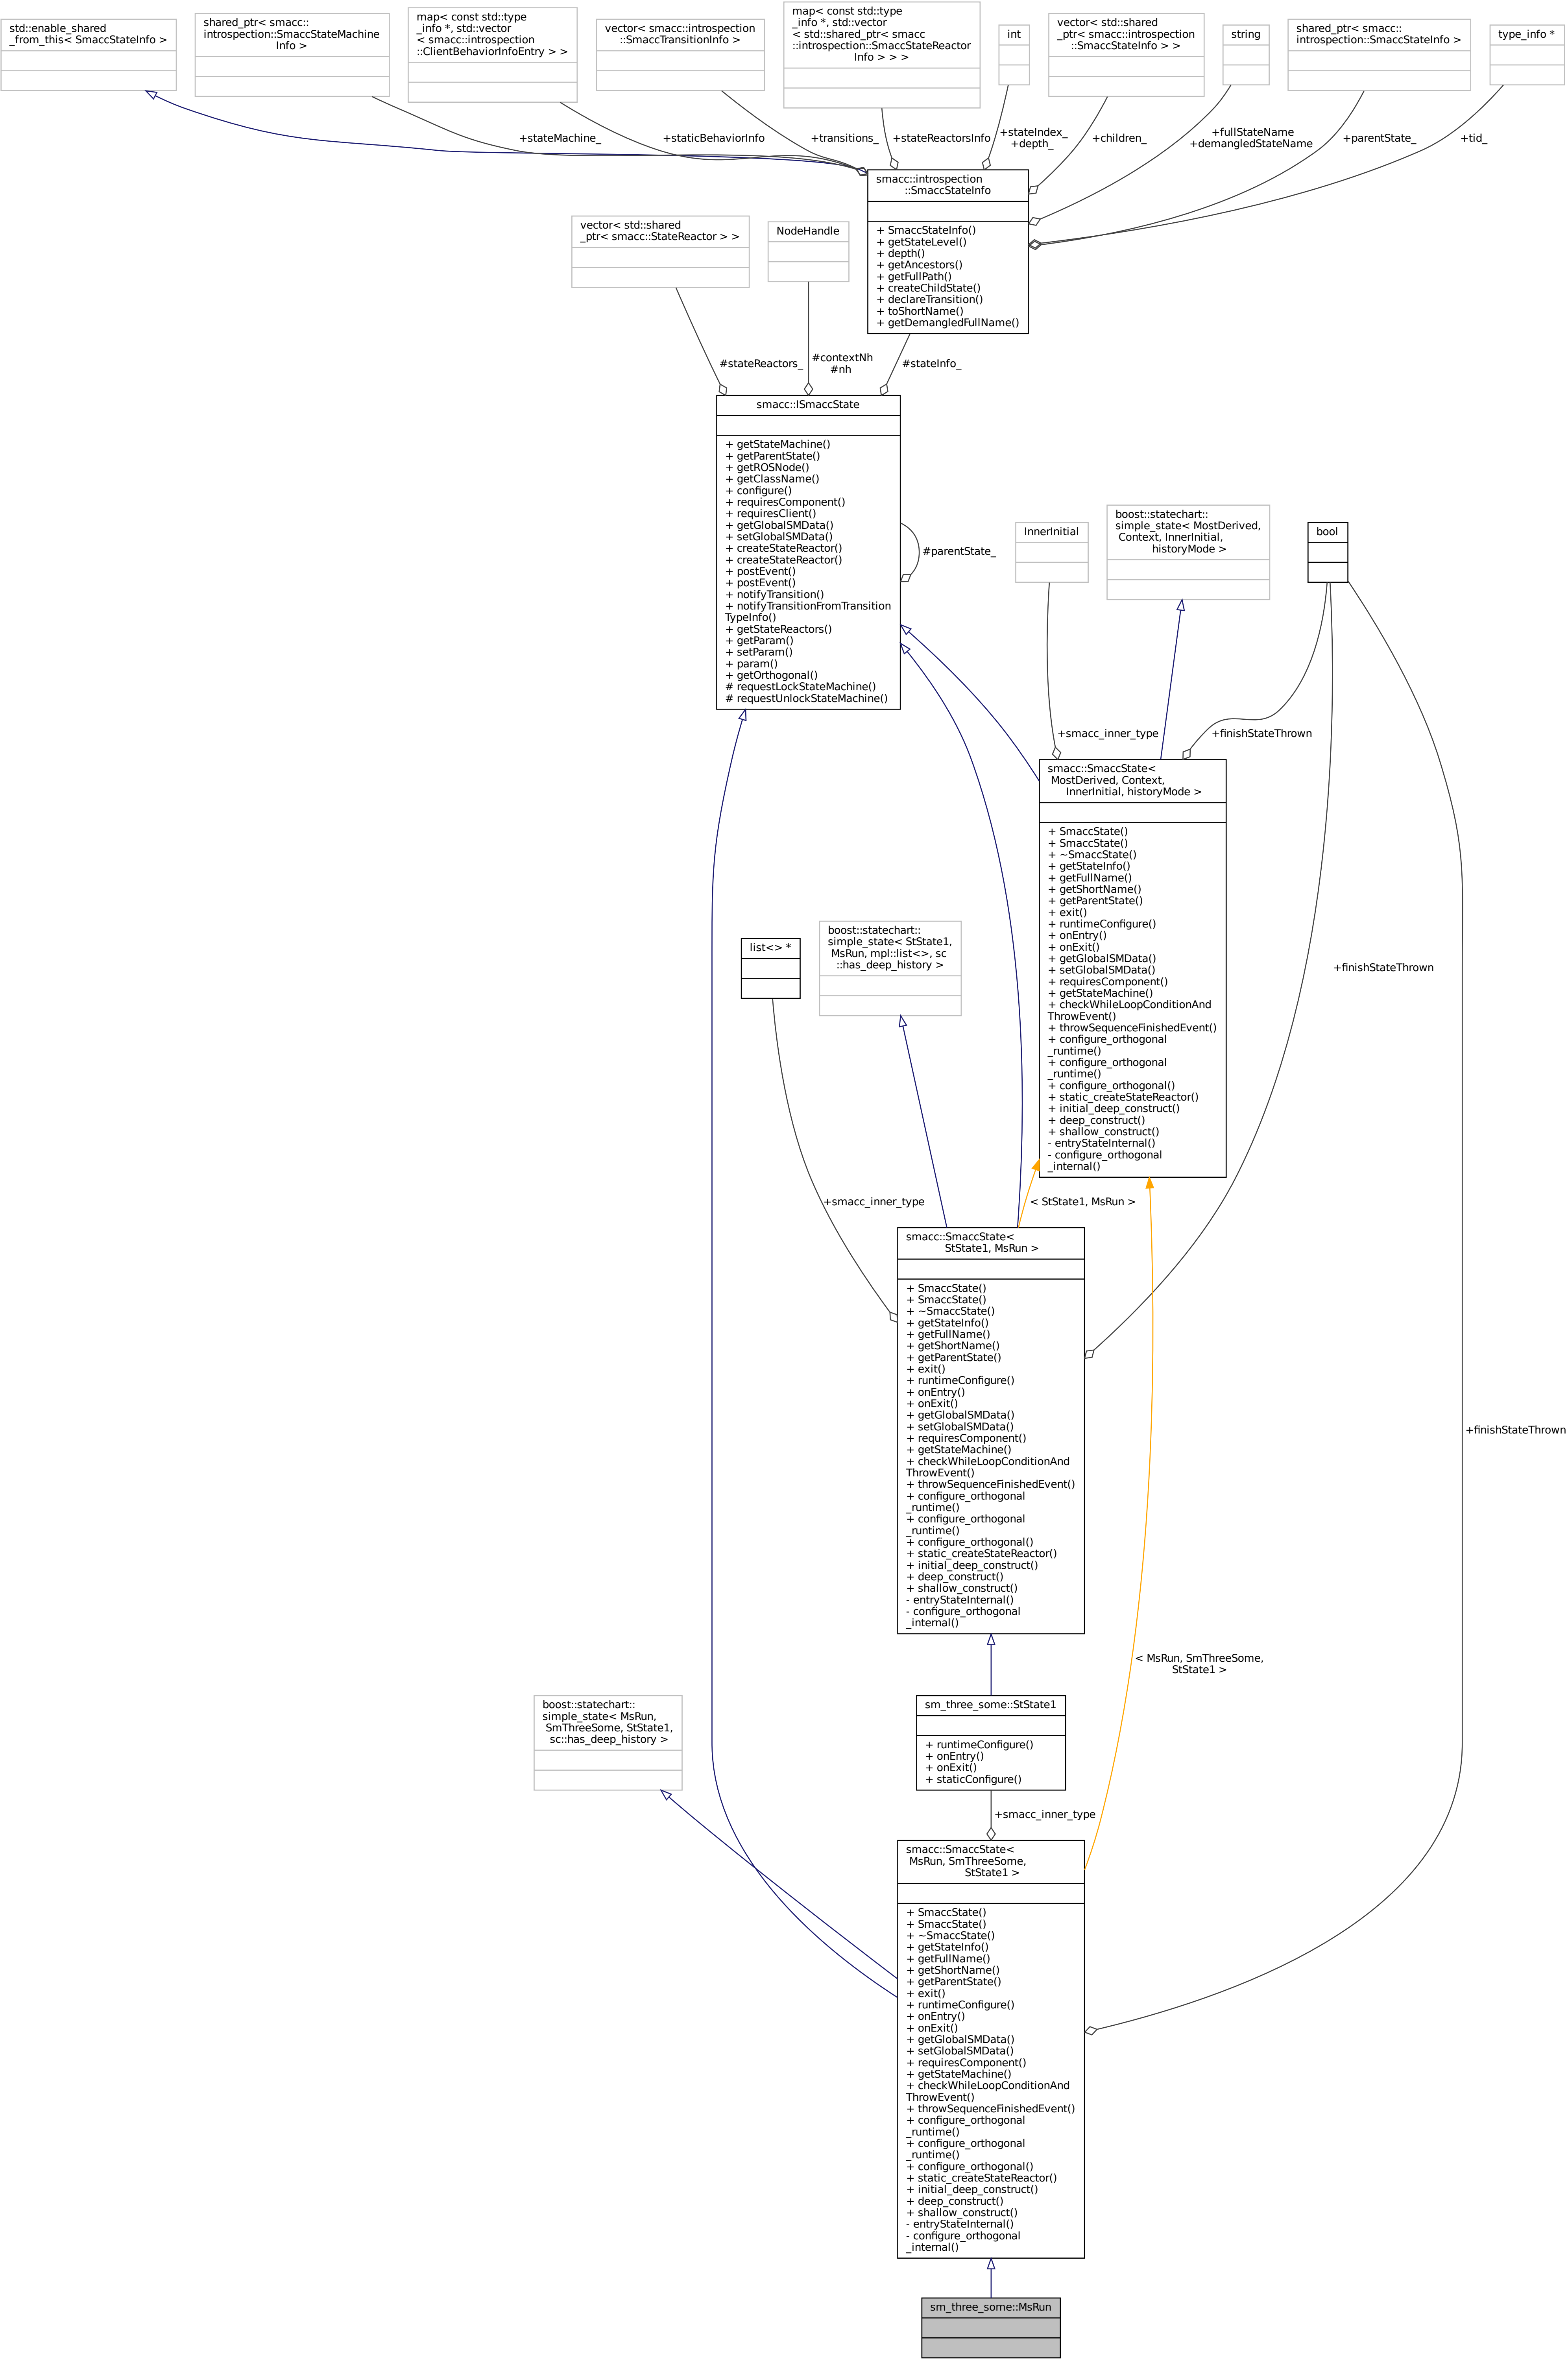 std::enable_shared
_from_this< SmaccStateInfo >
shared_ptr< smacc::
introspection::SmaccStateMachine
Info >
map< const std::type
_info *, std::vector
< smacc::introspection
::ClientBehaviorInfoEntry > >
vector< smacc::introspection
::SmaccTransitionInfo >
map< const std::type
_info *, std::vector
< std::shared_ptr< smacc
::introspection::SmaccStateReactor
Info > > >
int
vector< std::shared
_ptr< smacc::introspection
::SmaccStateInfo > >
string
shared_ptr< smacc::
introspection::SmaccStateInfo >
type_info *
+stateMachine_
+staticBehaviorInfo
+transitions_
+stateReactorsInfo
+stateIndex_
+depth_
+children_
+fullStateName
+demangledStateName
+parentState_
+tid_
smacc::introspection
::SmaccStateInfo
+ SmaccStateInfo()
+ getStateLevel()
+ depth()
+ getAncestors()
+ getFullPath()
+ createChildState()
+ declareTransition()
+ toShortName()
+ getDemangledFullName()
vector< std::shared
_ptr< smacc::StateReactor > >
NodeHandle
#stateReactors_
#contextNh
#nh
#stateInfo_
smacc::ISmaccState
+ getStateMachine()
+ getParentState()
+ getROSNode()
+ getClassName()
+ configure()
+ requiresComponent()
+ requiresClient()
+ getGlobalSMData()
+ setGlobalSMData()
+ createStateReactor()
+ createStateReactor()
+ postEvent()
+ postEvent()
+ notifyTransition()
+ notifyTransitionFromTransition
TypeInfo()
+ getStateReactors()
+ getParam()
+ setParam()
+ param()
+ getOrthogonal()
# requestLockStateMachine()
# requestUnlockStateMachine()
#parentState_
InnerInitial
boost::statechart::
simple_state< MostDerived,
Context, InnerInitial,
historyMode >
bool
+smacc_inner_type
+finishStateThrown
smacc::SmaccState<
MostDerived, Context,
InnerInitial, historyMode >
+ SmaccState()
+ SmaccState()
+ ~SmaccState()
+ getStateInfo()
+ getFullName()
+ getShortName()
+ getParentState()
+ exit()
+ runtimeConfigure()
+ onEntry()
+ onExit()
+ getGlobalSMData()
+ setGlobalSMData()
+ requiresComponent()
+ getStateMachine()
+ checkWhileLoopConditionAnd
ThrowEvent()
+ throwSequenceFinishedEvent()
+ configure_orthogonal
_runtime()
+ configure_orthogonal
_runtime()
+ configure_orthogonal()
+ static_createStateReactor()
+ initial_deep_construct()
+ deep_construct()
+ shallow_construct()
- entryStateInternal()
- configure_orthogonal
_internal()
list<> *
boost::statechart::
simple_state< StState1,
MsRun, mpl::list<>, sc
::has_deep_history >
+finishStateThrown
+smacc_inner_type
< StState1, MsRun >
smacc::SmaccState<
StState1, MsRun >
+ SmaccState()
+ SmaccState()
+ ~SmaccState()
+ getStateInfo()
+ getFullName()
+ getShortName()
+ getParentState()
+ exit()
+ runtimeConfigure()
+ onEntry()
+ onExit()
+ getGlobalSMData()
+ setGlobalSMData()
+ requiresComponent()
+ getStateMachine()
+ checkWhileLoopConditionAnd
ThrowEvent()
+ throwSequenceFinishedEvent()
+ configure_orthogonal
_runtime()
+ configure_orthogonal
_runtime()
+ configure_orthogonal()
+ static_createStateReactor()
+ initial_deep_construct()
+ deep_construct()
+ shallow_construct()
- entryStateInternal()
- configure_orthogonal
_internal()
+finishStateThrown
< MsRun, SmThreeSome,
StState1 >
boost::statechart::
simple_state< MsRun,
SmThreeSome, StState1,
sc::has_deep_history >
sm_three_some::StState1
+ runtimeConfigure()
+ onEntry()
+ onExit()
+ staticConfigure()
+smacc_inner_type
smacc::SmaccState<
MsRun, SmThreeSome,
StState1 >
+ SmaccState()
+ SmaccState()
+ ~SmaccState()
+ getStateInfo()
+ getFullName()
+ getShortName()
+ getParentState()
+ exit()
+ runtimeConfigure()
+ onEntry()
+ onExit()
+ getGlobalSMData()
+ setGlobalSMData()
+ requiresComponent()
+ getStateMachine()
+ checkWhileLoopConditionAnd
ThrowEvent()
+ throwSequenceFinishedEvent()
+ configure_orthogonal
_runtime()
+ configure_orthogonal
_runtime()
+ configure_orthogonal()
+ static_createStateReactor()
+ initial_deep_construct()
+ deep_construct()
+ shallow_construct()
- entryStateInternal()
- configure_orthogonal
_internal()
sm_three_some::MsRun